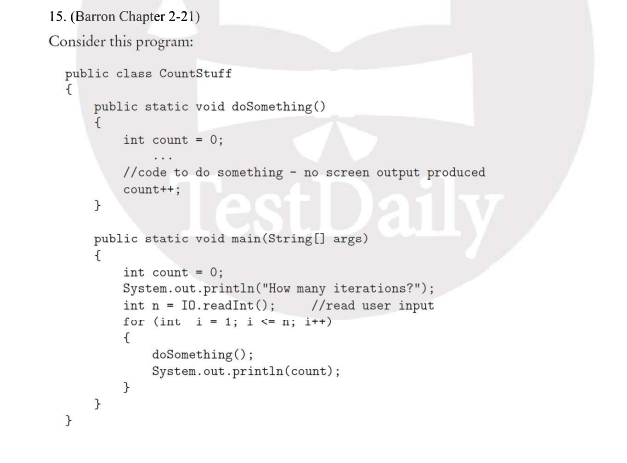 15. (Barron Chapter 2-21)
Consider this program:
public class CountStuff
{
public static void doSomething()
{
int count = 0;
...
//code to do something - no screen output produced
count++;
}
TestDaily
public static void main(String[] args)
{
int count = 0;
System.out.println("How many iterations?");
int n = IO.readInt(); //read user input
for (int i = 1; i <= n; i++)
{
doSomething();
System.out.println(count);
}
}
}